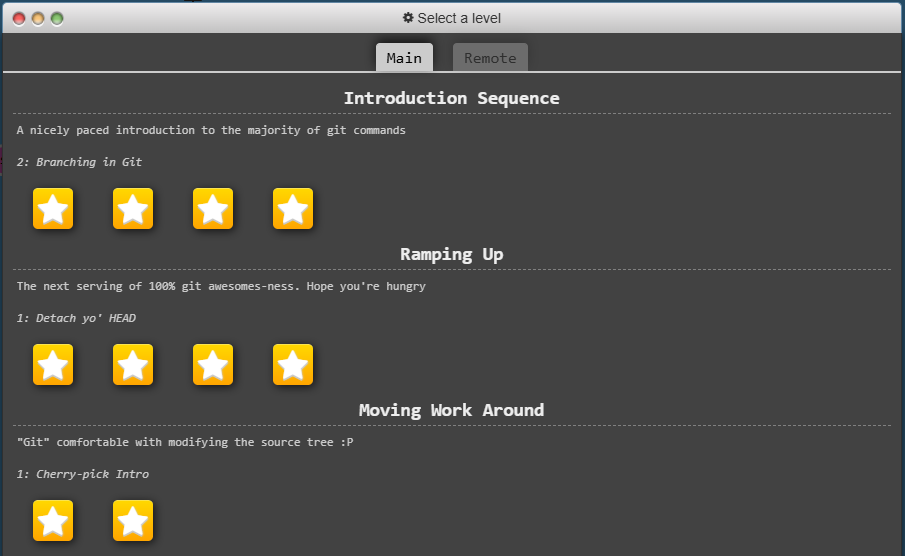 Select a level
Main Remote
Introduction Sequence
A nicely paced introduction to the majority of git commands
2: Branching in Git
Ramping Up
The next serving of 100% git awesomes-ness. Hope you're hungry
1: Detach yo' HEAD
Moving Work Around
"Git" comfortable with modifying the source tree :P
1: Cherry-pick Intro